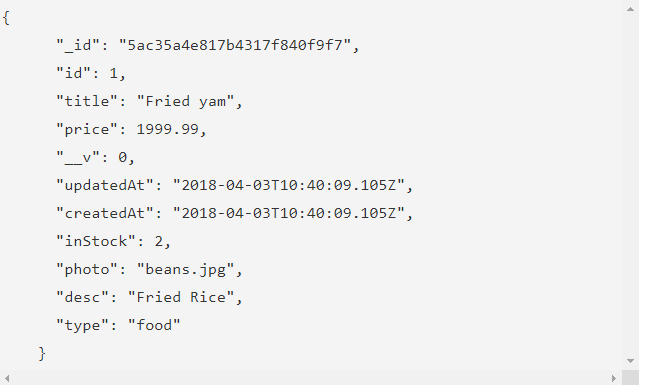 {
"_id": "5ac35a4e817b4317f840f9f7",
"id": 1,
"title": "Fried yam",
"price": 1999.99,
"__v": 0,
"updatedAt": "2018-04-03T10:40:09.105Z",
"createdAt": "2018-04-03T10:40:09.105Z",
"inStock": 2,
"photo": "beans.jpg",
"desc": "Fried Rice",
"type": "food"
}